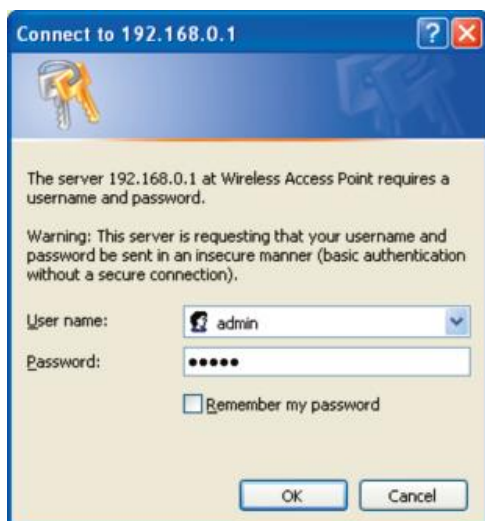 Connect to 192.168.0.1
The server 192.168.0.1 at Wireless Access Point requires a
username and password.
Warning: This server is requesting that your username and
password be sent in an insecure manner (basic authentication
without a secure connection).
User name:
admin
Password:
•••••
Remember my password
OK
Cancel